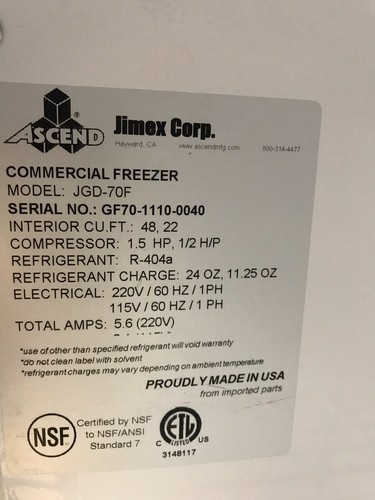 ASCEND
Jimex Corp.
Hayward, CA www.ascendmfg.com 800-314-4477
COMMERCIAL FREEZER
MODEL: JGD-70F
SERIAL NO.: GF70-1110-0040
INTERIOR CU.FT.: 48, 22
COMPRESSOR: 1.5 HP, 1/2 H/P
REFRIGERANT: R-404a
REFRIGERANT CHARGE: 24 OZ, 11.25 OZ
ELECTRICAL: 220V / 60 HZ / 1PH
115V / 60 HZ / 1 PH
TOTAL AMPS: 5.6 (220V)
*use of other than specified refrigerant will void warranty
*do not clean label with solvent
*refrigerant charges may vary depending on ambient temperature
PROUDLY MADE IN USA
from imported parts
NSF
Certified by NSF
to NSF/ANSI
Standard 7
C ETL US
LISTED
3148117